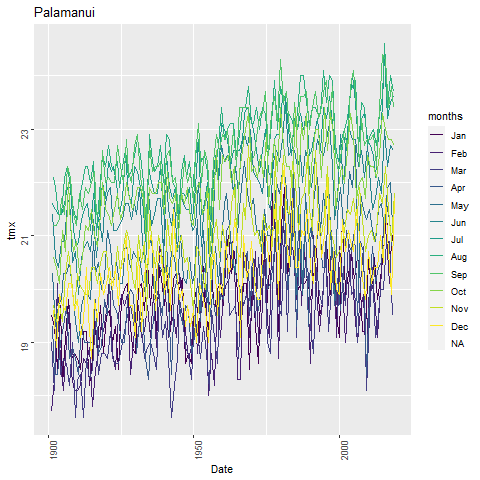 Palamanui
tmx
23
21
19
1900
1950
2000
Date
months
Jan
Feb
Mar
Apr
May
Jun
Jul
Aug
Sep
Oct
Nov
Dec
NA